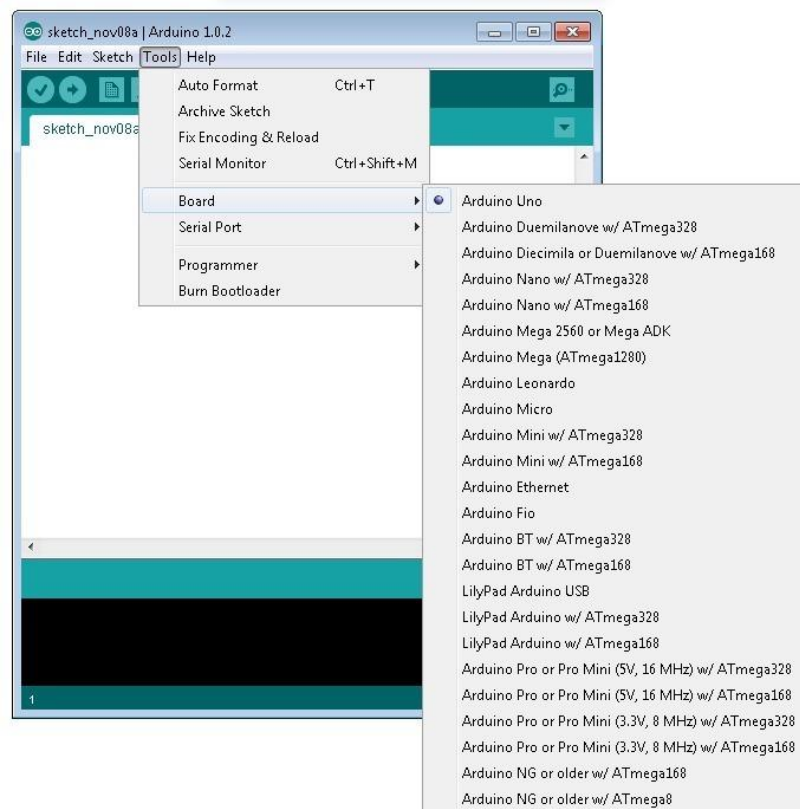 sketch_nov08a | Arduino 1.0.2
File Edit Sketch Tools Help
sketch_nov08a
Auto Format Ctrl+T
Archive Sketch
Fix Encoding & Reload
Serial Monitor Ctrl+Shift+M
Board
Serial Port
Programmer
Burn Bootloader
Arduino Uno
Arduino Duemilanove w/ ATmega328
Arduino Diecimila or Duemilanove w/ ATmega168
Arduino Nano w/ ATmega328
Arduino Nano w/ ATmega168
Arduino Mega 2560 or Mega ADK
Arduino Mega (ATmega1280)
Arduino Leonardo
Arduino Micro
Arduino Mini w/ ATmega328
Arduino Mini w/ ATmega168
Arduino Ethernet
Arduino Fio
Arduino BT w/ ATmega328
Arduino BT w/ ATmega168
LilyPad Arduino USB
LilyPad Arduino w/ ATmega328
LilyPad Arduino w/ ATmega168
Arduino Pro or Pro Mini (5V, 16 MHz) w/ ATmega328
Arduino Pro or Pro Mini (5V, 16 MHz) w/ ATmega168
Arduino Pro or Pro Mini (3.3V, 8 MHz) w/ ATmega328
Arduino Pro or Pro Mini (3.3V, 8 MHz) w/ ATmega168
Arduino NG or older w/ ATmega168
Arduino NG or older w/ ATmega8
1